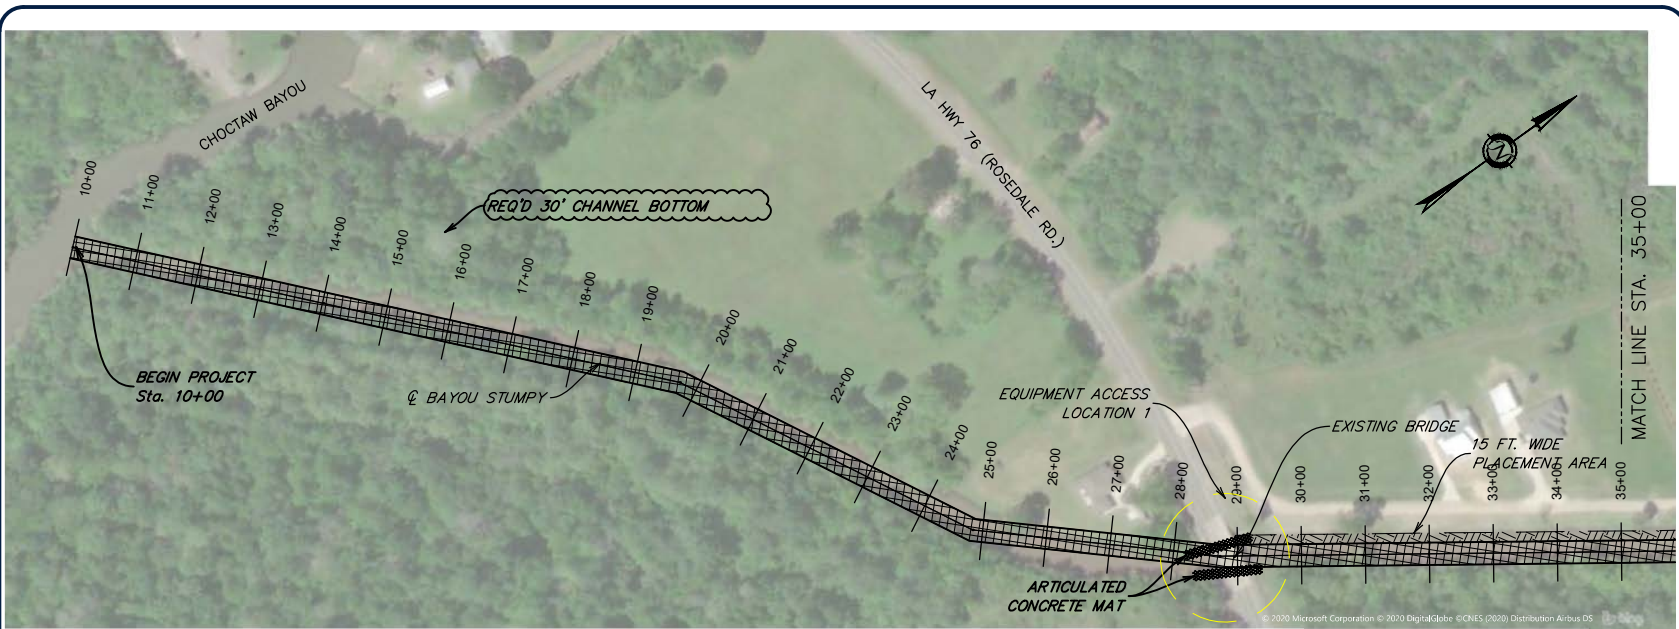 CHOCTAW BAYOU
10+00
11+00
12+00
13+00
14+00
15+00
16+00
17+00
18+00
19+00
20+00
21+00
22+00
23+00
24+00
25+00
26+00
27+00
28+00
29+00
30+00
31+00
32+00
33+00
34+00
35+00
REQ'D 30' CHANNEL BOTTOM
LA HWY 76 (ROSEDALE RD.)
N
MATCH LINE STA. 35+00
BEGIN PROJECT
Sta. 10+00
℄ BAYOU STUMPY
EQUIPMENT ACCESS
LOCATION 1
EXISTING BRIDGE
15 FT. WIDE
PLACEMENT AREA
ARTICULATED
CONCRETE MAT
© 2020 Microsoft Corporation © 2020 DigitalGlobe ©CNES (2020) Distribution Airbus DS
bing